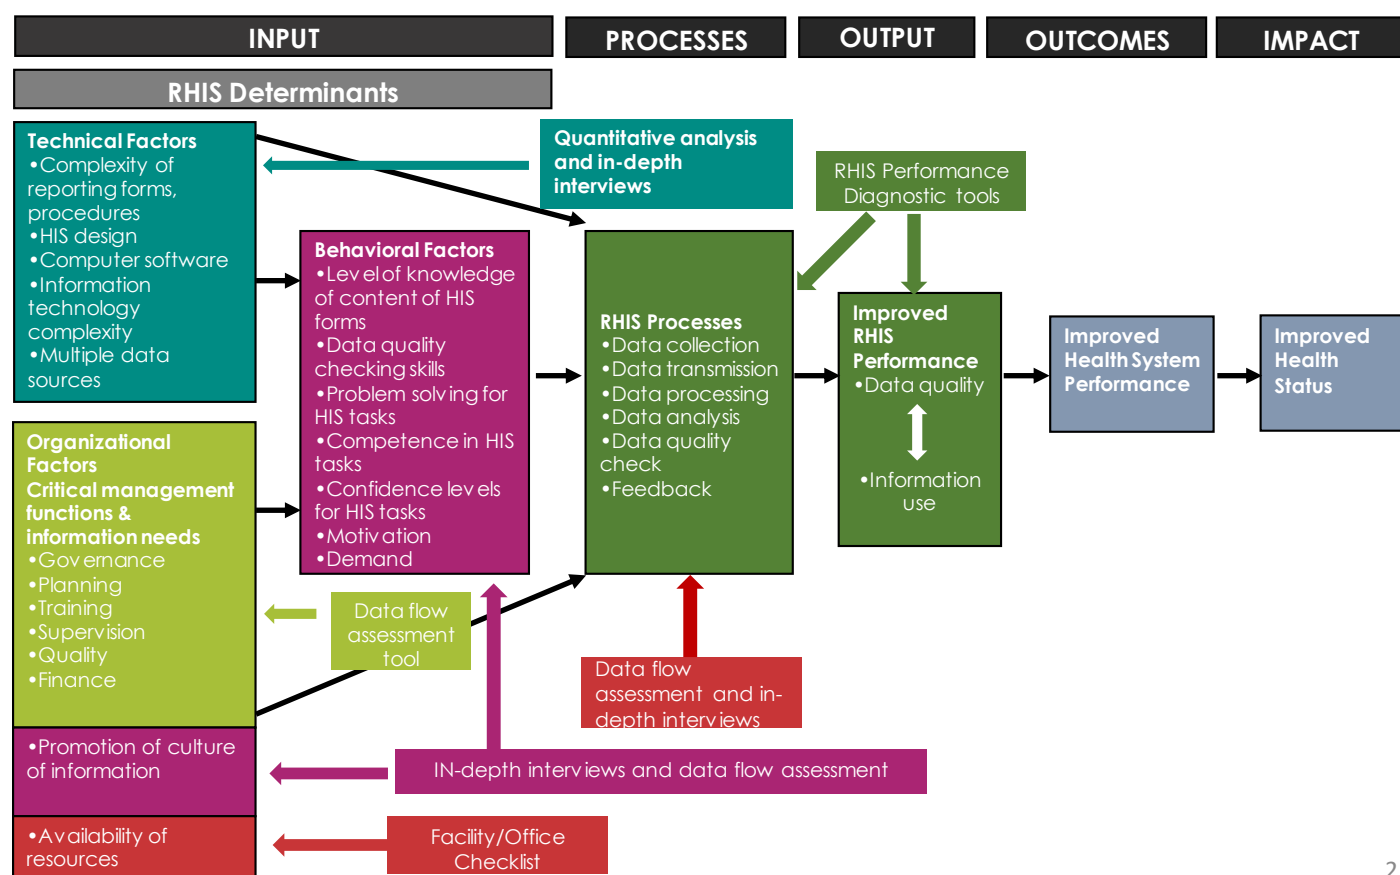 INPUT
PROCESSES
OUTPUT
OUTCOMES
IMPACT
RHIS Determinants
Technical Factors
•Complexity of
reporting forms,
procedures
•HIS design
•Computer software
•Information
technology
complexity
•Multiple data
sources
Quantitative analysis
and in-depth
interviews
RHIS Performance
Diagnostic tools
Behavioral Factors
•Level of knowledge
of content of HIS
forms
•Data quality
checking skills
•Problem solving for
HIS tasks
•Competence in HIS
tasks
•Confidence levels
for HIS tasks
•Motivation
•Demand
RHIS Processes
•Data collection
•Data transmission
•Data processing
•Data analysis
•Data quality
check
•Feedback
Improved
RHIS
Performance
•Data quality
•Information
use
Improved
Health System
Performance
Improved
Health
Status
Organizational
Factors
Critical management
functions &
information needs
•Governance
•Planning
•Training
•Supervision
•Quality
•Finance
Data flow
assessment
tool
Data flow
assessment and in-
depth interviews
•Promotion of culture
of information
IN-depth interviews and data flow assessment
•Availability of
resources
Facility/Office
Checklist
2